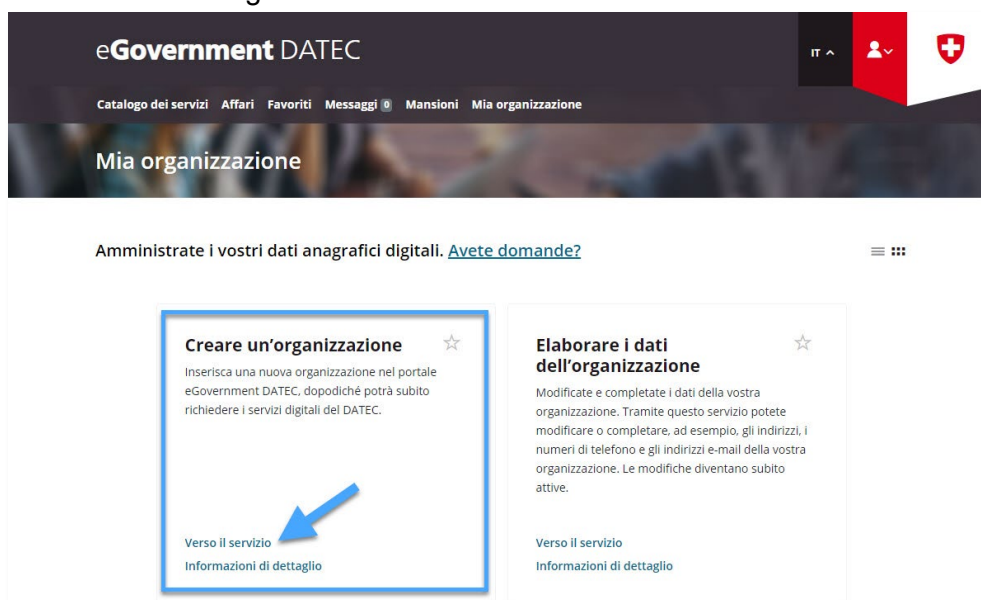 eGovernment DATEC
IT
Catalogo dei servizi Affari Favoriti Messaggi 0 Mansioni Mia organizzazione
Mia organizzazione
Amministrate i vostri dati anagrafici digitali. Avete domande?
Creare un'organizzazione
Inserisca una nuova organizzazione nel portale
eGovernment DATEC, dopodiché potrà subito
richiedere i servizi digitali del DATEC.
Verso il servizio
Informazioni di dettaglio
Elaborare i dati
dell'organizzazione
Modificate e completate i dati della vostra
organizzazione. Tramite questo servizio potete
modificare o completare, ad esempio, gli indirizzi, i
numeri di telefono e gli indirizzi e-mail della vostra
organizzazione. Le modifiche diventano subito
attive.
Verso il servizio
Informazioni di dettaglio